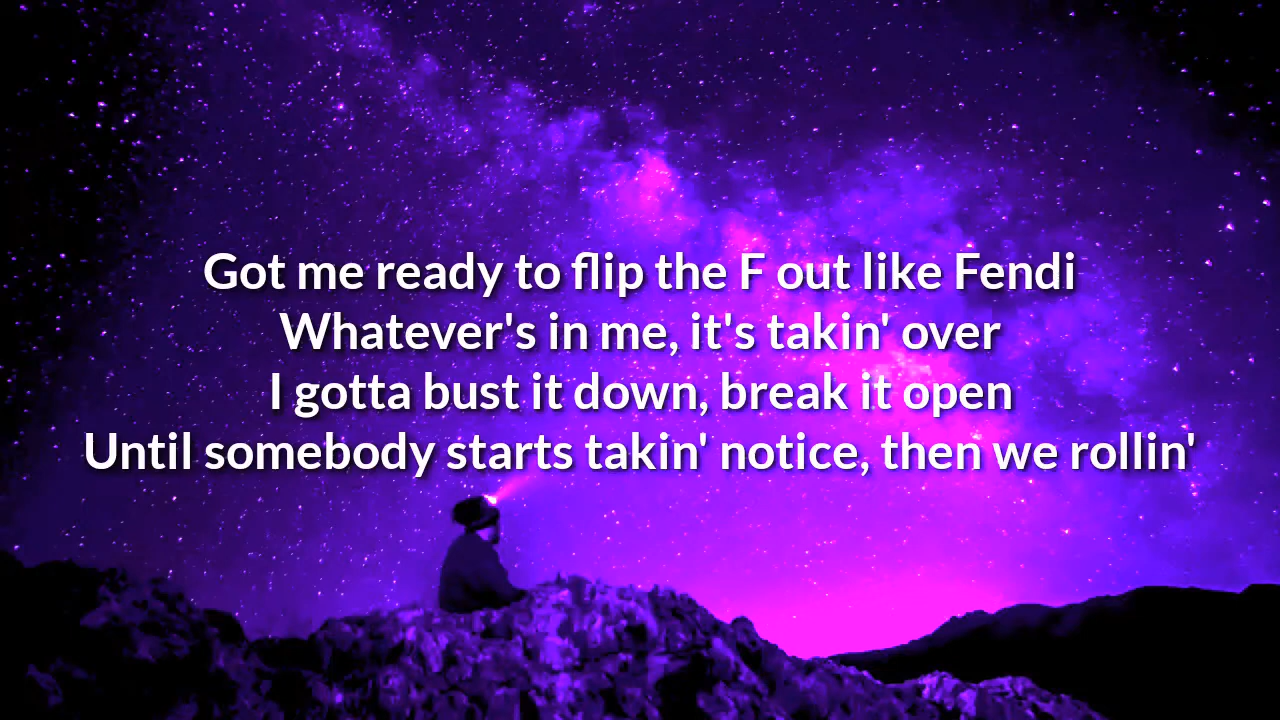 Got me ready to flip the F out like Fendi
Whatever's in me, it's takin' over
I gotta bust it down, break it open
Until somebody starts takin' notice, then we rollin'